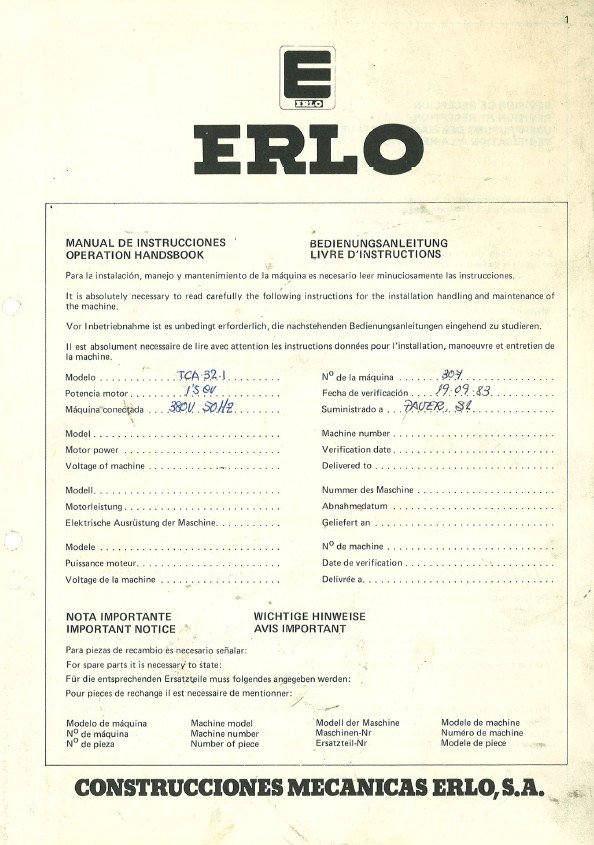 1
E
ERLO
ERLO
MANUAL DE INSTRUCCIONES
OPERATION HANDSBOOK
BEDIENUNGSANLEITUNG
LIVRE D'INSTRUCTIONS
Para la instalación, manejo y mantenimiento de la máquina es necesario leer minuciosamente las instrucciones.
It is absolutely necessary to read carefully the following instructions for the installation handling and maintenance of
the machine.
Vor Inbetriebnahme ist es unbedingt erforderlich, die nachstehenden Bedienungsanleitungen eingehend zu studieren.
Il est absolument necessaire de lire avec attention les instructions données pour l'installation, manoeuvre et entretien de
la machine.
Modelo TCA-32-1
Potencia motor 1'5 CV
Máquina conectada 380V. 50Hz
Nº de la máquina 307
Fecha de verificación 19.09.83
Suministrado a
Model
Motor power
Voltage of machine
Machine number
Verification date
Delivered to
Modell
Motorleistung
Elektrische Ausrüstung der Maschine
Nummer des Maschine
Abnahmedatum
Geliefert an
Modele
Puissance moteur
Voltage de la machine
Nº de machine
Date de verification
Delivrée a
NOTA IMPORTANTE
IMPORTANT NOTICE
WICHTIGE HINWEISE
AVIS IMPORTANT
Para piezas de recambio es necesario señalar:
For spare parts it is necessary to state:
Für die entsprechenden Ersatzteile muss folgendes angegeben werden:
Pour pieces de rechange il est necessaire de mentionner:
Modelo de máquina
Nº de máquina
Nº de pieza
Machine model
Machine number
Number of piece
Modell der Maschine
Maschinen-Nr
Ersatzteil-Nr
Modele de machine
Numéro de machine
Modele de piece
CONSTRUCCIONES MECANICAS ERLO, S.A.